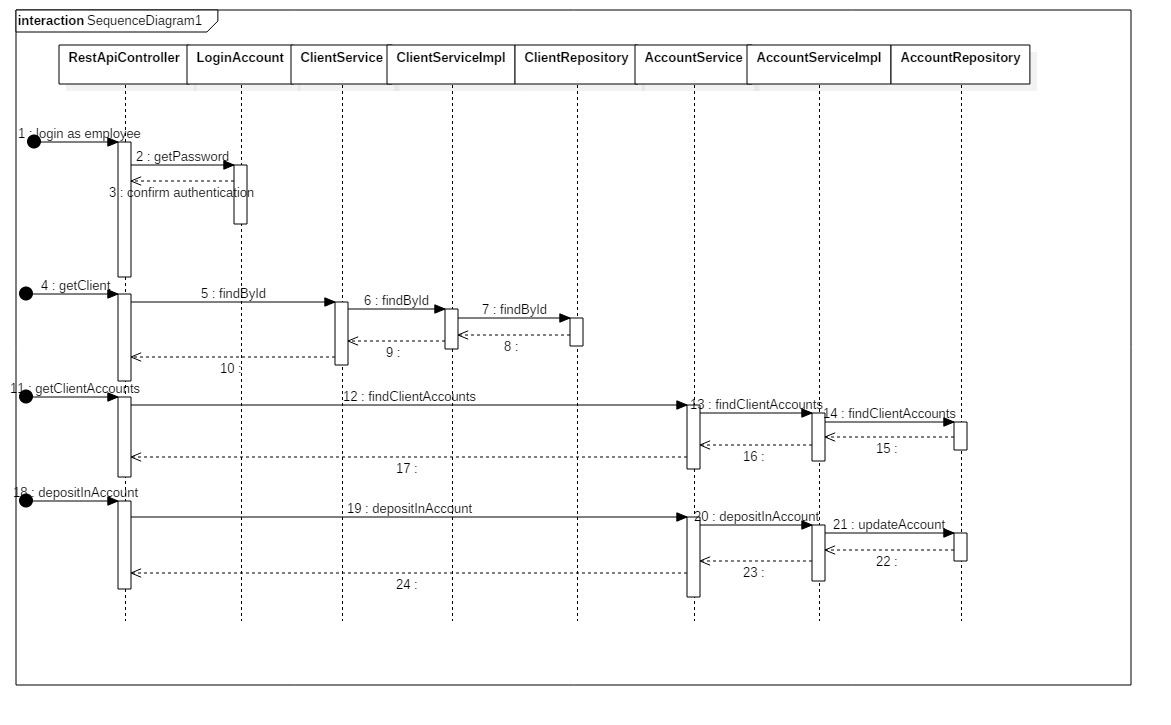 interaction SequenceDiagram1
RestApiController
LoginAccount
ClientService
ClientServiceImpl
ClientRepository
AccountService
AccountServiceImpl
AccountRepository
1 : login as employee
2 : getPassword
3 : confirm authentication
4 : getClient
5 : findById
6 : findById
7 : findById
8 :
9 :
10 :
11 : getClientAccounts
12 : findClientAccounts
13 : findClientAccounts
14 : findClientAccounts
15 :
16 :
17 :
18 : depositInAccount
19 : depositInAccount
20 : depositInAccount
21 : updateAccount
22 :
23 :
24 :